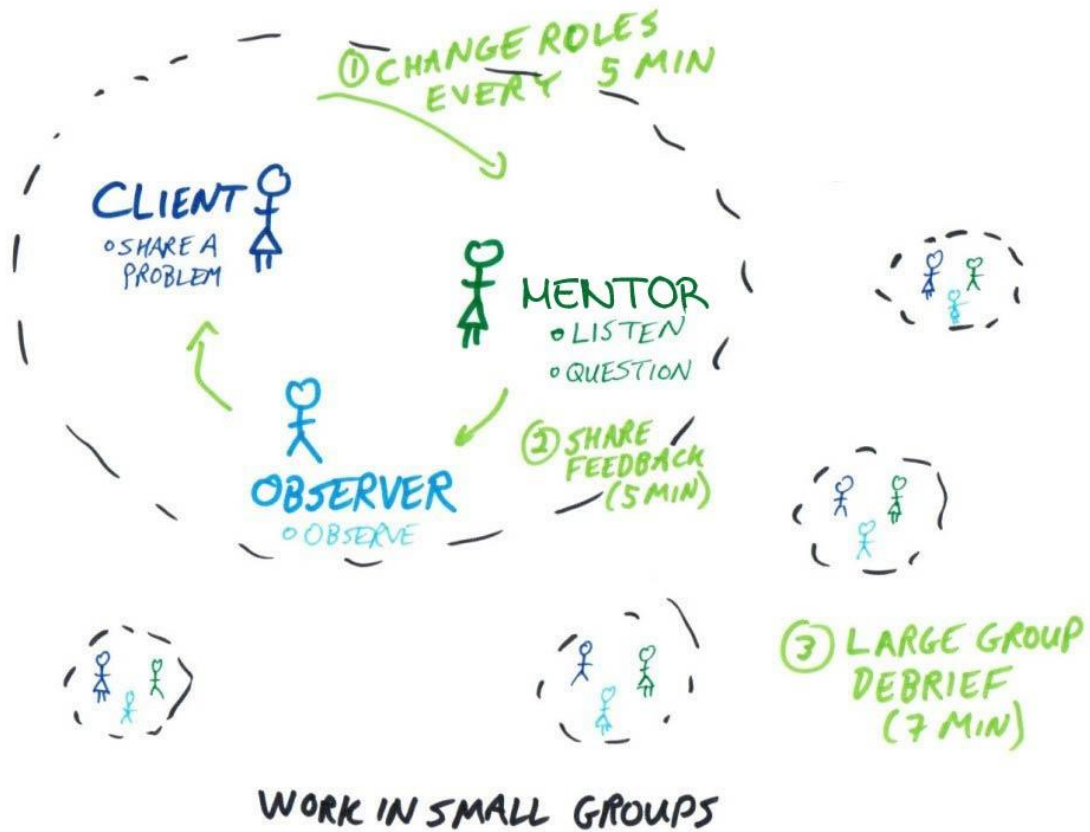 ① CHANGE ROLES
EVERY 5 MIN
CLIENT
• SHARE A
PROBLEM
MENTOR
• LISTEN
• QUESTION
OBSERVER
• OBSERVE
② SHARE
FEEDBACK
(5 MIN)
③ LARGE GROUP
DEBRIEF
(7 MIN)
WORK IN SMALL GROUPS